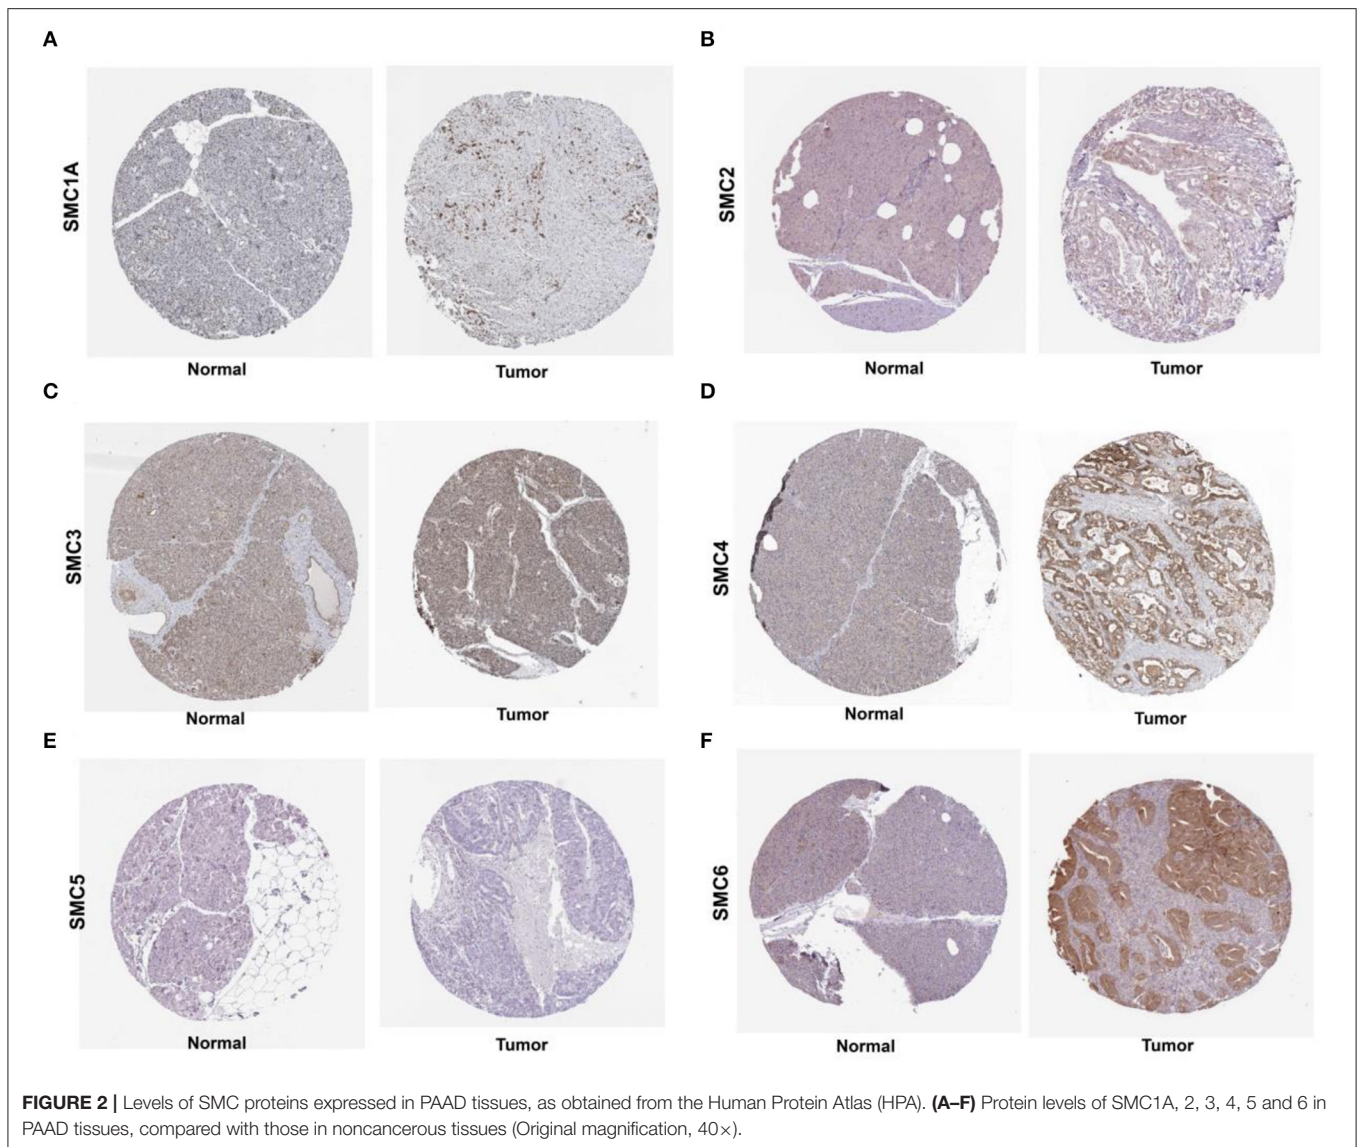 A
B
SMC1A
SMC2
Normal
Tumor
Normal
Tumor
C
D
SMC3
SMC4
Normal
Tumor
Normal
Tumor
E
F
SMC5
SMC6
Normal
Tumor
Normal
Tumor
FIGURE 2 | Levels of SMC proteins expressed in PAAD tissues, as obtained from the Human Protein Atlas (HPA). (A–F) Protein levels of SMC1A, 2, 3, 4, 5 and 6 in
PAAD tissues, compared with those in noncancerous tissues (Original magnification, 40×).